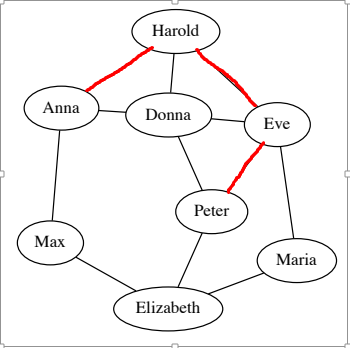 Harold
Anna
Donna
Eve
Peter
Max
Maria
Elizabeth